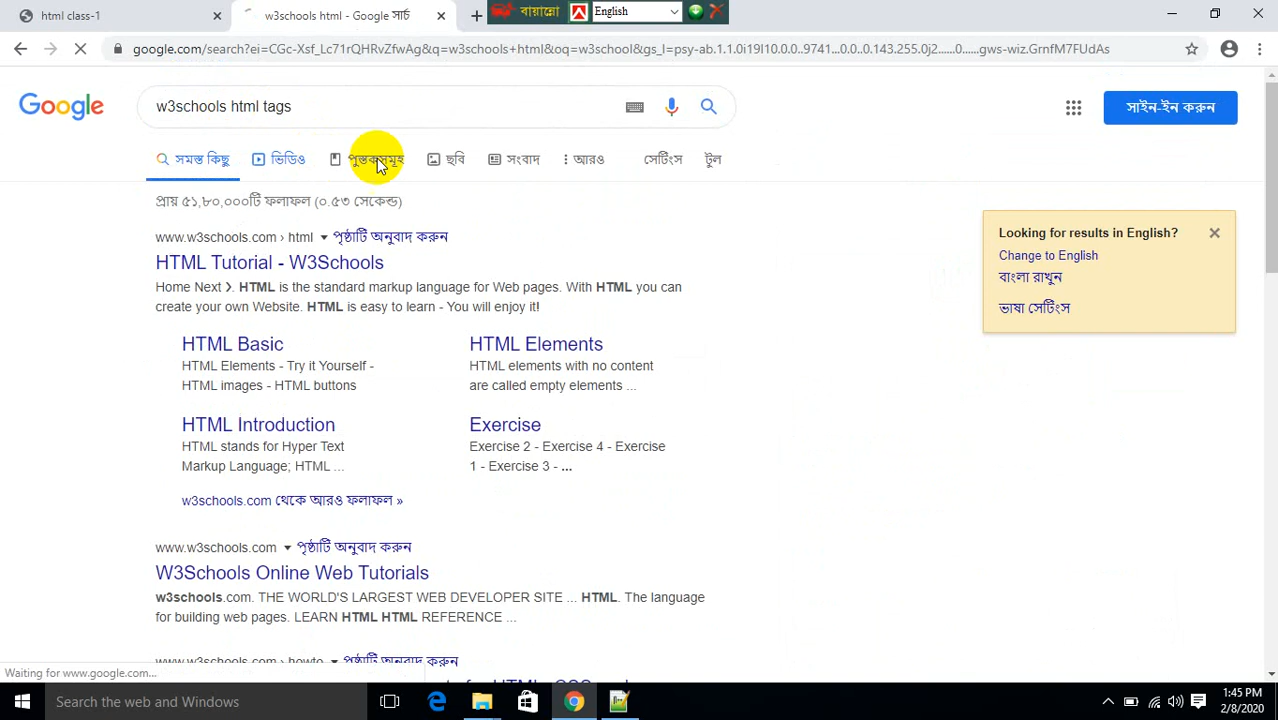 html class-1
w3schools html - Google সার্চ
বায়ান্নো
English
google.com/search?ei=CGc-Xsf_Lc71rQHRvZfwAg&q=w3schools+html&oq=w3school&gs_l=psy-ab.1.1.0i19l10.0.0..9741...0.0..0.143.255.0j2......0......gws-wiz.GrnfM7FUdAs
Google
w3schools html tags
সাইন-ইন করুন
সমস্ত কিছু ভিডিও পুস্তকসমূহ ছবি সংবাদ আরও সেটিংস টুল
প্রায় ৫১,৮০,০০০টি ফলাফল (০.৫৩ সেকেন্ড)
www.w3schools.com › html ▼ পৃষ্ঠাটি অনুবাদ করুন
HTML Tutorial - W3Schools
Home Next ❯. HTML is the standard markup language for Web pages. With HTML you can
create your own Website. HTML is easy to learn - You will enjoy it!
HTML Basic
HTML Elements - Try it Yourself -
HTML images - HTML buttons
HTML Elements
HTML elements with no content
are called empty elements ...
HTML Introduction
HTML stands for Hyper Text
Markup Language; HTML ...
Exercise
Exercise 2 - Exercise 4 - Exercise
1 - Exercise 3 - ...
w3schools.com থেকে আরও ফলাফল »
www.w3schools.com ▼ পৃষ্ঠাটি অনুবাদ করুন
W3Schools Online Web Tutorials
w3schools.com. THE WORLD'S LARGEST WEB DEVELOPER SITE ... HTML. The language
for building web pages. LEARN HTML HTML REFERENCE ...
www.w3schools.com › howto ▼ পৃষ্ঠাটি অনুবাদ করুন
Looking for results in English?
Change to English
বাংলা রাখুন
ভাষা সেটিংস
Waiting for www.google.com...
Search the web and Windows
1:45 PM
2/8/2020